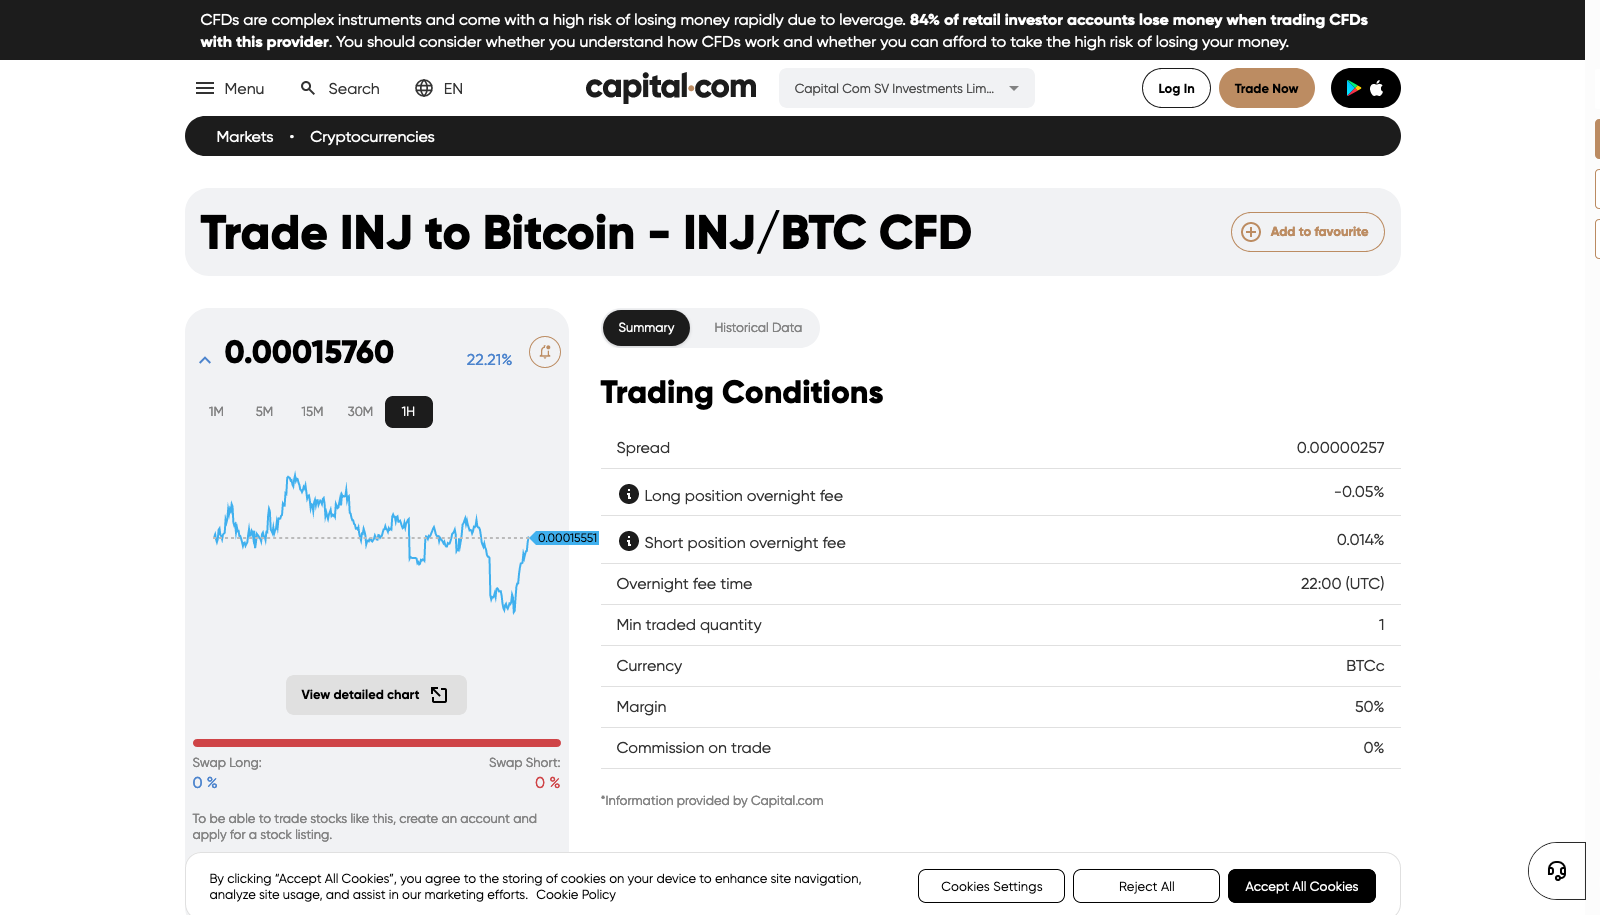 CFDs are complex instruments and come with a high risk of losing money rapidly due to leverage. 84% of retail investor accounts lose money when trading CFDs
with this provider. You should consider whether you understand how CFDs work and whether you can afford to take the high risk of losing your money.
Menu Search EN capital.com Capital Com SV Investments Lim... Log In Trade Now
Markets • Cryptocurrencies
Trade INJ to Bitcoin - INJ/BTC CFD Add to favourite
0.00015760 22.21%
1M 5M 15M 30M 1H
0.00015551
View detailed chart
Swap Long: Swap Short:
0 % 0 %
To be able to trade stocks like this, create an account and
apply for a stock listing.
Summary Historical Data
Trading Conditions
Spread 0.00000257
Long position overnight fee -0.05%
Short position overnight fee 0.014%
Overnight fee time 22:00 (UTC)
Min traded quantity 1
Currency BTCc
Margin 50%
Commission on trade 0%
*Information provided by Capital.com
By clicking “Accept All Cookies”, you agree to the storing of cookies on your device to enhance site navigation,
analyze site usage, and assist in our marketing efforts. Cookie Policy
Cookies Settings Reject All Accept All Cookies